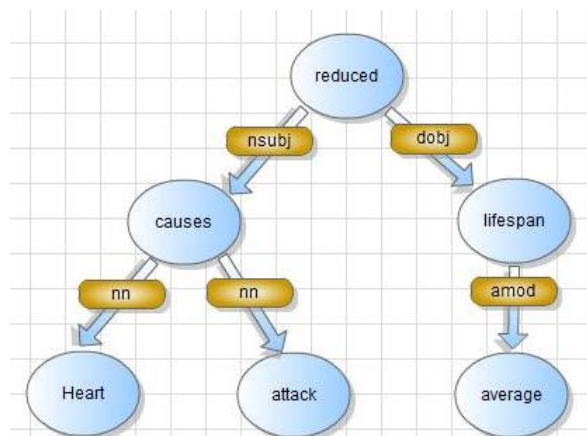 reduced
nsubj
dobj
causes
lifespan
nn
nn
amod
Heart
attack
average